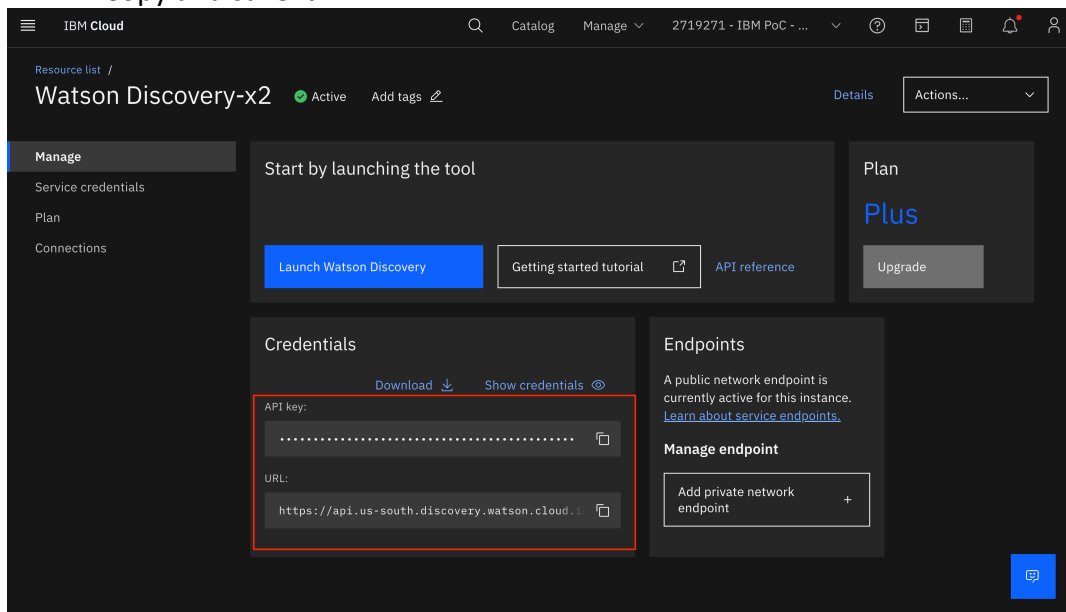 IBM Cloud
Catalog
Manage
2719271 - IBM PoC - ...
Resource list /
Watson Discovery-x2
Active
Add tags
Details
Actions...
Manage
Service credentials
Plan
Connections
Start by launching the tool
Launch Watson Discovery
Getting started tutorial
API reference
Plan
Plus
Upgrade
Credentials
Download
Show credentials
API key:
URL:
https://api.us-south.discovery.watson.cloud.i
Endpoints
A public network endpoint is
currently active for this instance.
Learn about service endpoints.
Manage endpoint
Add private network
endpoint
+